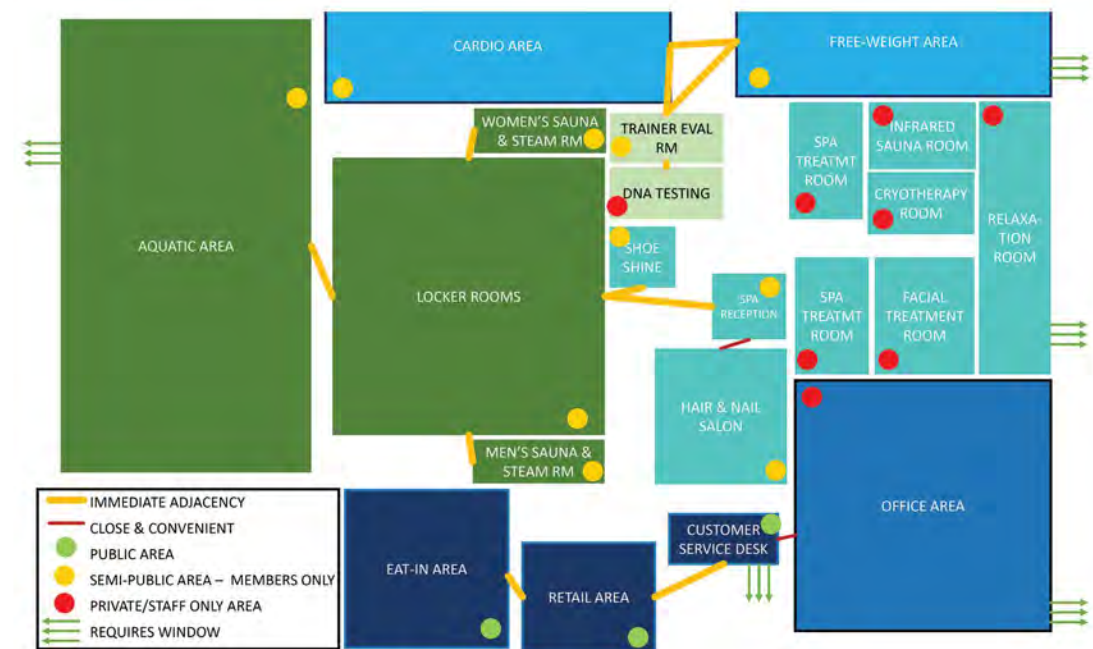 CARDIO AREA
FREE-WEIGHT AREA
WOMEN'S SAUNA
& STEAM RM
TRAINER EVAL
RM
DNA TESTING
SPA
TREATMT
ROOM
INFRARED
SAUNA ROOM
CRYOTHERAPY
ROOM
RELAXA-
TION
ROOM
AQUATIC AREA
LOCKER ROOMS
SHOE
SHINE
SPA
RECEPTION
SPA
TREATMT
ROOM
FACIAL
TREATMENT
ROOM
HAIR & NAIL
SALON
MEN'S SAUNA &
STEAM RM
OFFICE AREA
CUSTOMER
SERVICE DESK
EAT-IN AREA
RETAIL AREA
IMMEDIATE ADJACENCY
CLOSE & CONVENIENT
PUBLIC AREA
SEMI-PUBLIC AREA – MEMBERS ONLY
PRIVATE/STAFF ONLY AREA
REQUIRES WINDOW